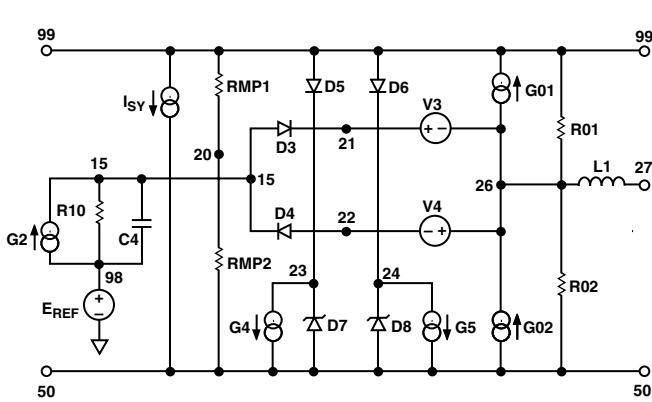 99
99
ISY
RMP1
D5
D6
V3
G01
+ −
D3
21
R01
20
15
15
L1
27
26
R10
C4
G2
D4
22
V4
− +
98
RMP2
23
24
R02
EREF
+
−
G4
D7
D8
G5
G02
50
50